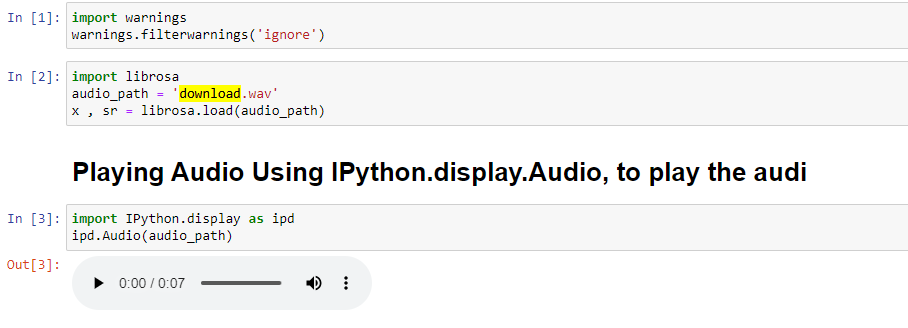 In [1]: import warnings
warnings.filterwarnings('ignore')
In [2]: import librosa
audio_path = 'download.wav'
x , sr = librosa.load(audio_path)
Playing Audio Using IPython.display.Audio, to play the audi
In [3]: import IPython.display as ipd
ipd.Audio(audio_path)
Out[3]:
0:00 / 0:07